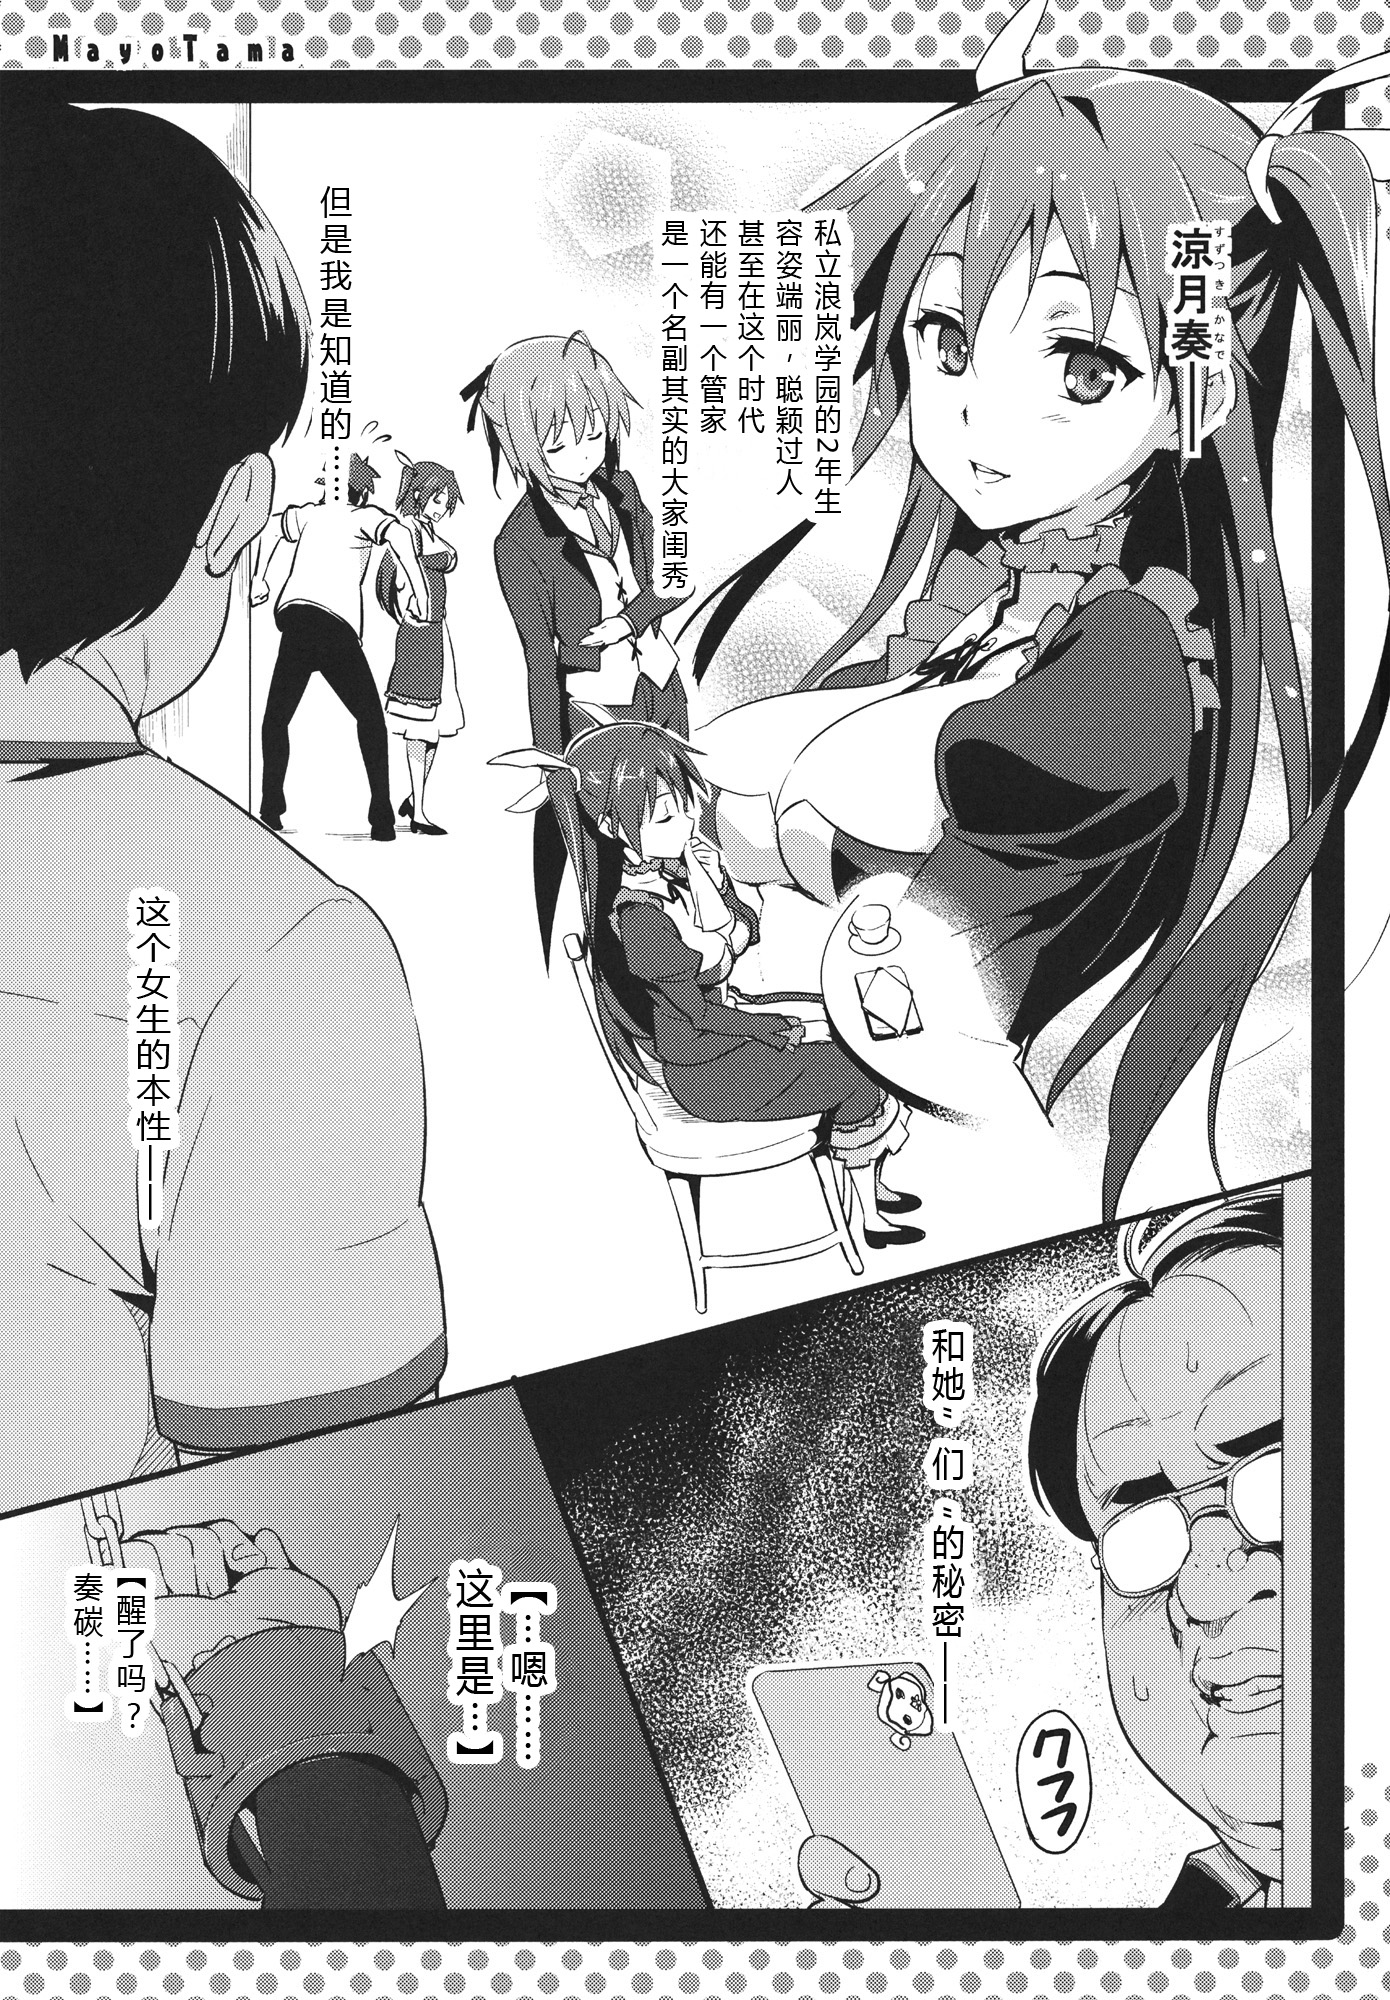 MayoTama
すずつきかなで
涼月奏——
私立浪岚学园的2年生
容姿端丽，聪颖过人
甚至在这个时代
还能有一个管家
是一个名副其实的大家闺秀
但是我是知道的……
这个女生的本性——
和她"们"的秘密——
クフフ
【…嗯……
这里是…】
【醒了吗？
奏碳……】